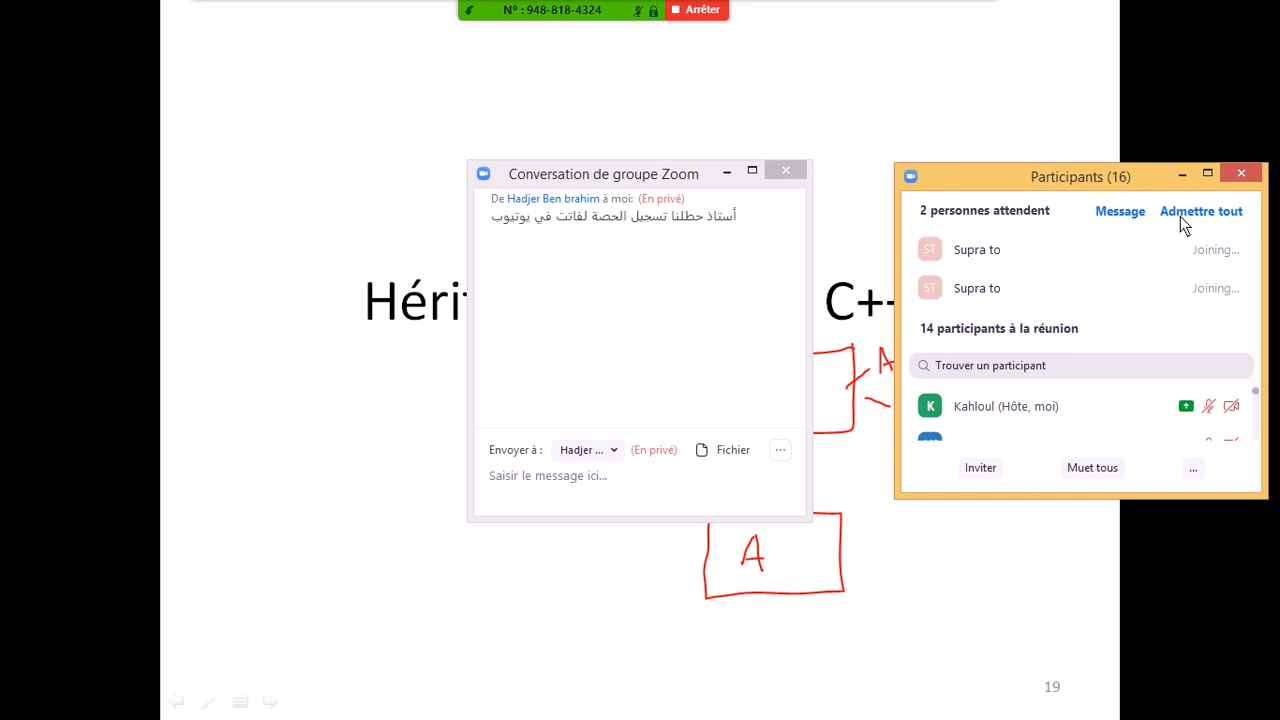 N° : 948-818-4324
Arrêter
Conversation de groupe Zoom
De Hadjer Ben brahim à moi: (En privé)
أستاذ حطلنا تسجيل الحصة لفاتت في يوتيوب
Envoyer à : Hadjer ... (En privé) Fichier ...
Saisir le message ici...
Participants (16)
2 personnes attendent Message Admettre tout
ST Supra to Joining...
ST Supra to Joining...
14 participants à la réunion
Trouver un participant
K Kahloul (Hôte, moi)
Inviter Muet tous ...
Héri
C++
A
A
19